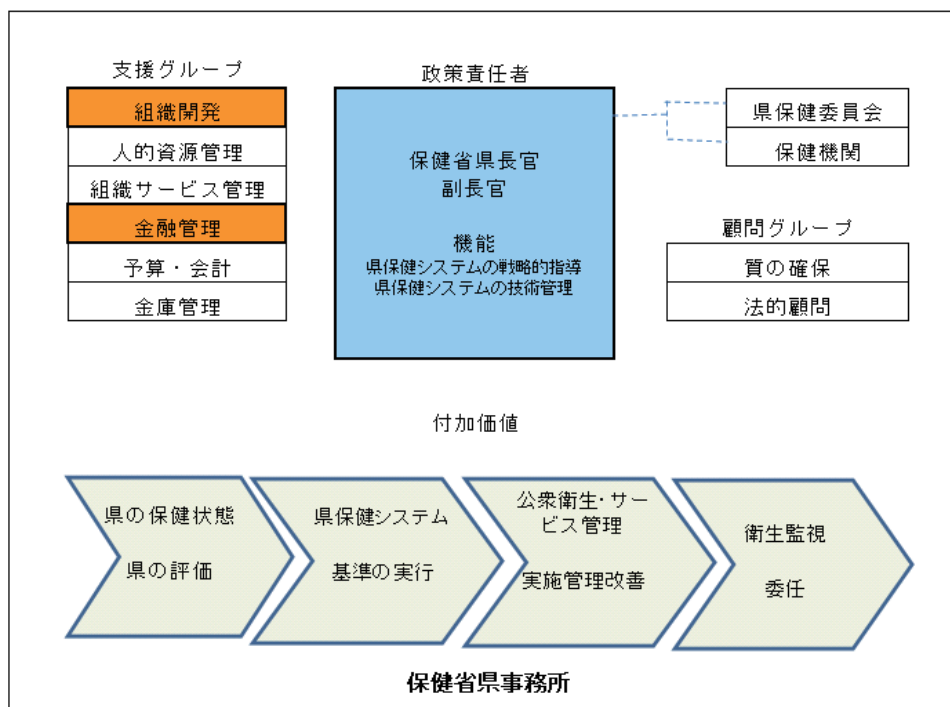 支援グループ
組織開発
人的資源管理
組織サービス管理
金融管理
予算・会計
金庫管理
政策責任者
保健省県長官
副長官
機能
県保健システムの戦略的指導
県保健システムの技術管理
県保健委員会
保健機関
顧問グループ
質の確保
法的顧問
付加価値
県の保健状態
県の評価
県保健システム
基準の実行
公衆衛生・サー
ビス管理
実施管理改善
衛生監視
委任
保健省県事務所